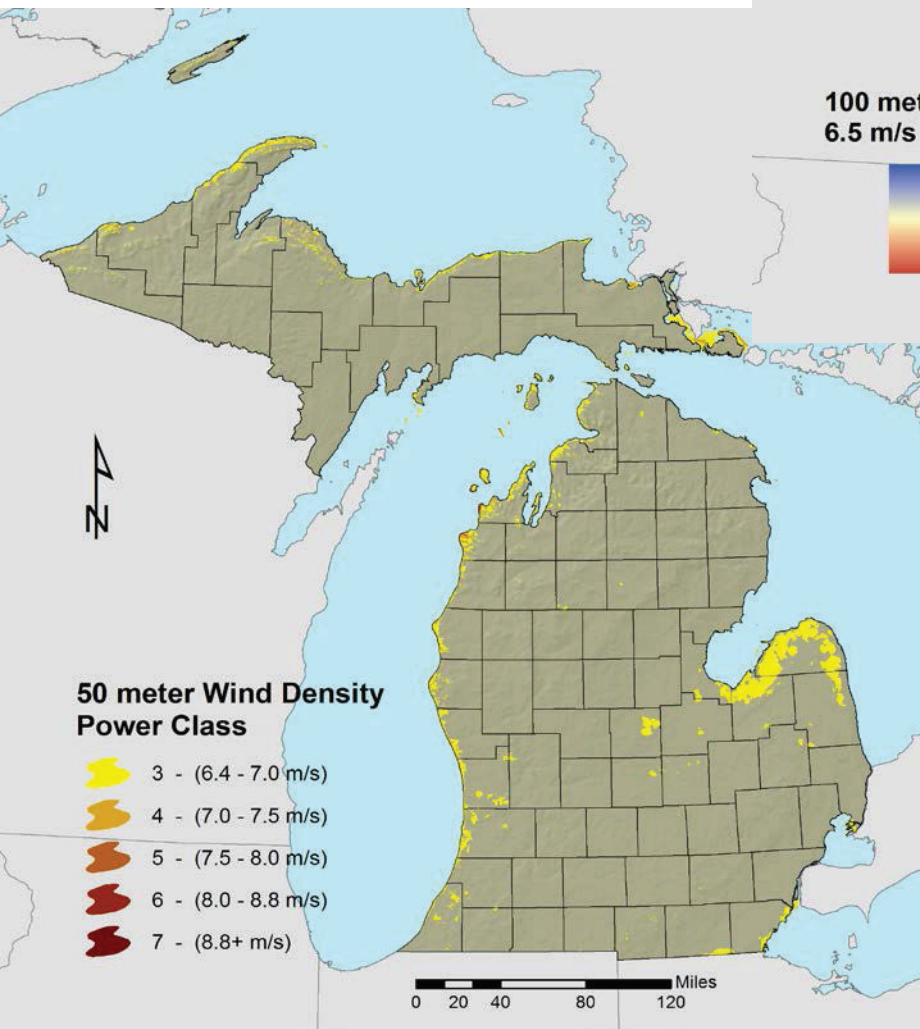 100 met
6.5 m/s
N
50 meter Wind Density
Power Class
3 - (6.4 - 7.0 m/s)
4 - (7.0 - 7.5 m/s)
5 - (7.5 - 8.0 m/s)
6 - (8.0 - 8.8 m/s)
7 - (8.8+ m/s)
Miles
0 20 40 80 120